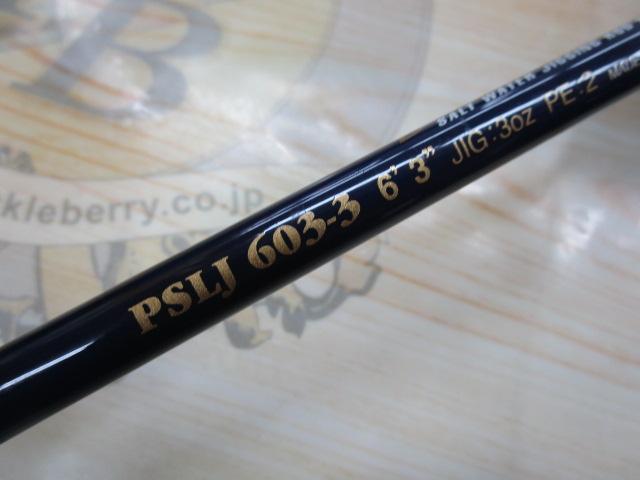 B
kleberry.co.jp
SALT WATER JIGGING ROD
PSLJ 603-3 6' 3" JIG:3oz PE:2